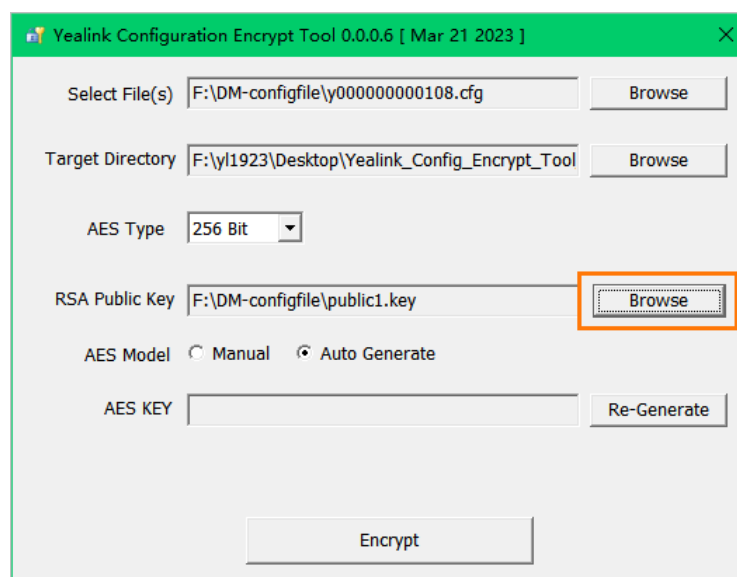 Yealink Configuration Encrypt Tool 0.0.0.6 [ Mar 21 2023 ]
Select File(s) F:\DM-configfile\y000000000108.cfg Browse
Target Directory F:\yl1923\Desktop\Yealink_Config_Encrypt_Tool Browse
AES Type 256 Bit
RSA Public Key F:\DM-configfile\public1.key Browse
AES Model Manual Auto Generate
AES KEY Re-Generate
Encrypt